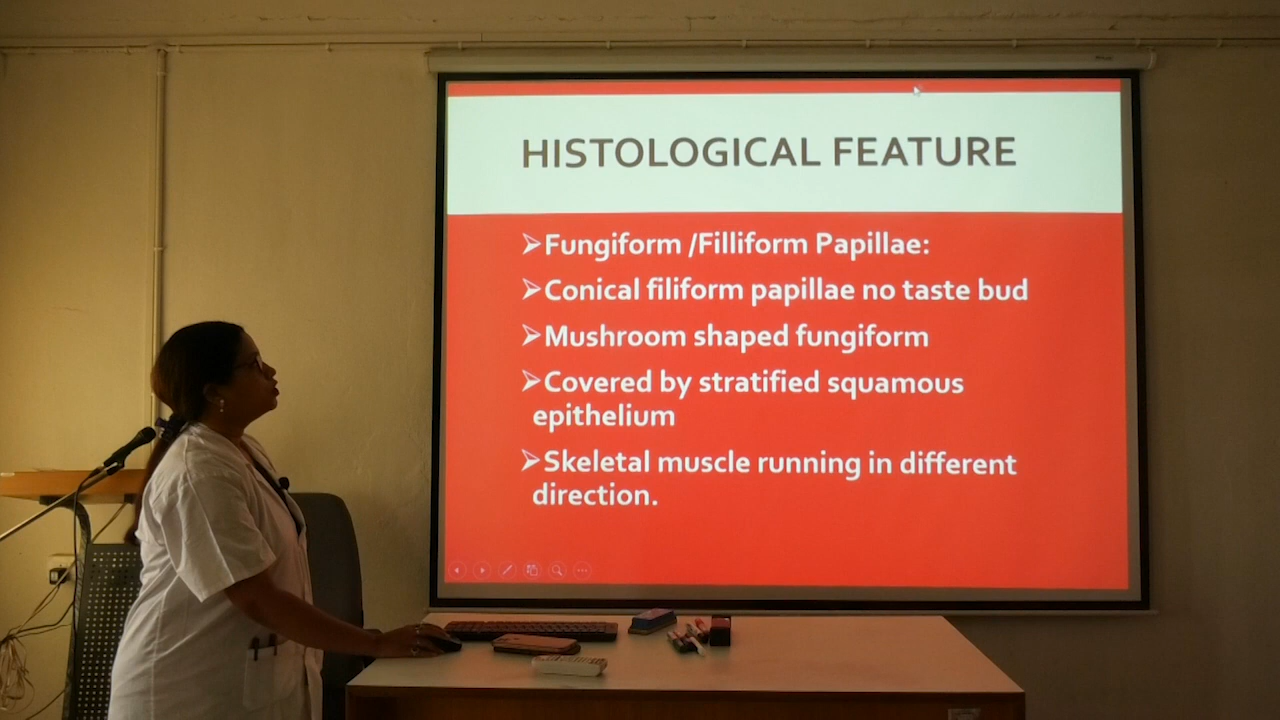 HISTOLOGICAL FEATURE
➢Fungiform /Filliform Papillae:
➢Conical filiform papillae no taste bud
➢Mushroom shaped fungiform
➢Covered by stratified squamous
epithelium
➢Skeletal muscle running in different
direction.